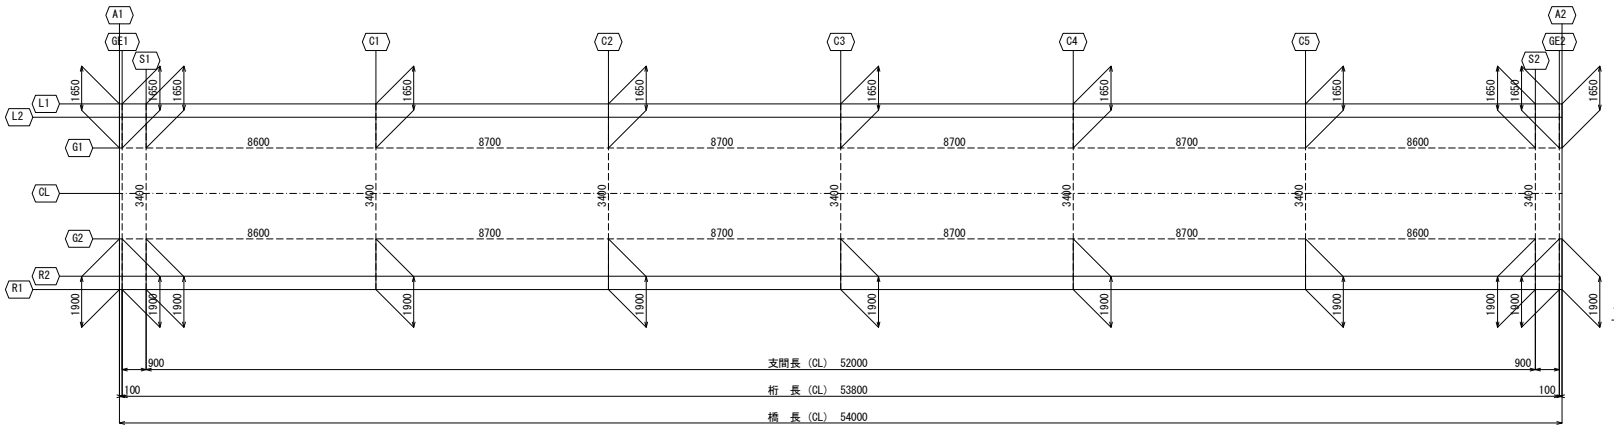 A1 A2
GE1 C1 C2 C3 C4 C5 GE2
S1 S2
1650 1650 1650 1650 1650 1650 1650 1650 1650 1650 1650
L1
L2
8600 8700 8700 8700 8700 8600
G1
CL
3400 3400 3400 3400 3400 3400 3400
8600 8700 8700 8700 8700 8600
G2
R2
R1
1900 1900 1900 1900 1900 1900 1900 1900 1900 1900 1900
900 支間長 (CL) 52000 900
100 桁 長 (CL) 53800 100
橋 長 (CL) 54000